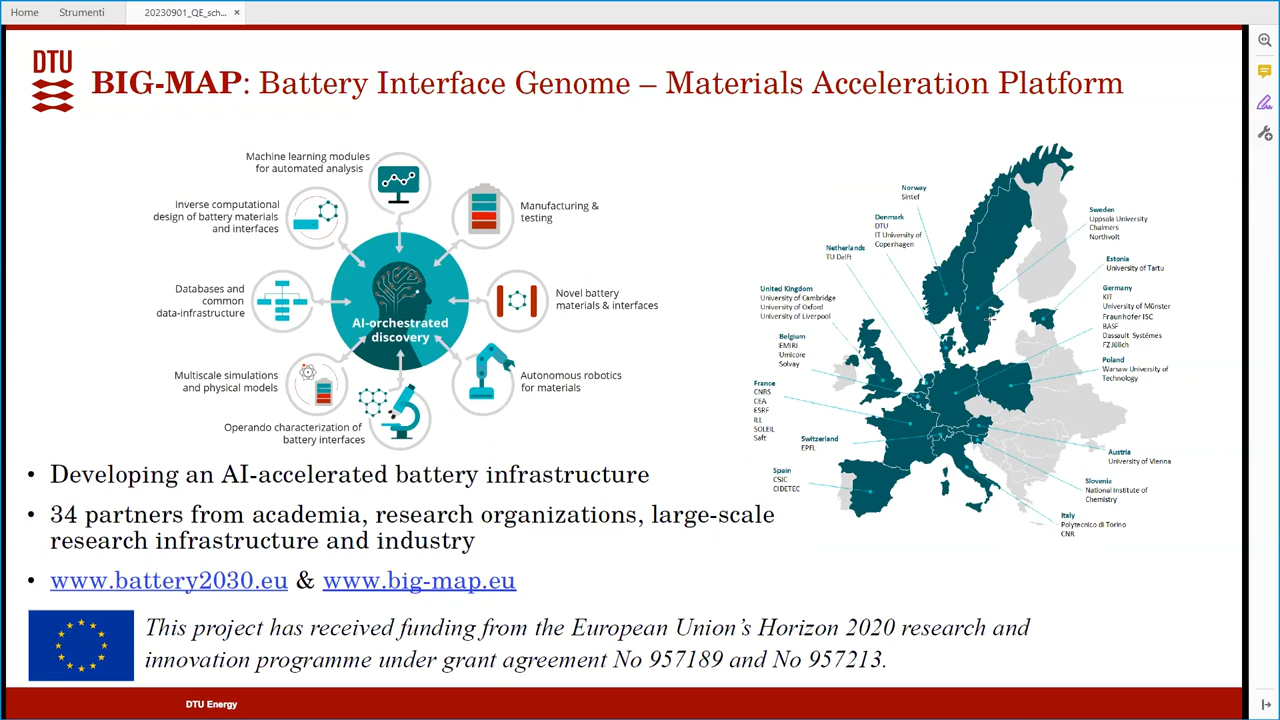 Home
Strumenti
20230901_QE_sch...
×
DTU
BIG-MAP: Battery Interface Genome – Materials Acceleration Platform
Machine learning modules
for automated analysis
Inverse computational
design of battery materials
and interfaces
Databases and
common
data-infrastructure
Multiscale simulations
and physical models
Operando characterization of
battery interfaces
Manufacturing &
testing
Novel battery
materials & interfaces
Autonomous robotics
for materials
AI-orchestrated
discovery
Norway
Sintef
Denmark
DTU
IT University of
Copenhagen
Netherlands
TU Delft
United Kingdom
University of Cambridge
University of Oxford
University of Liverpool
Belgium
EMIRI
Umicore
Solvay
France
CNRS
CEA
ESRF
ILL
SOLEIL
Saft
Switzerland
EPFL
Spain
CSIC
CIDETEC
Sweden
Uppsala University
Chalmers
Northvolt
Estonia
University of Tartu
Germany
KIT
University of Münster
Fraunhofer ISC
BASF
Dassault Systémes
FZ Jülich
Poland
Warsaw University of
Technology
Austria
University of Vienna
Slovenia
National Institute of
Chemistry
Italy
Polytecnico di Torino
CNR
• Developing an AI-accelerated battery infrastructure
• 34 partners from academia, research organizations, large-scale
research infrastructure and industry
• www.battery2030.eu & www.big-map.eu
This project has received funding from the European Union's Horizon 2020 research and
innovation programme under grant agreement No 957189 and No 957213.
DTU Energy